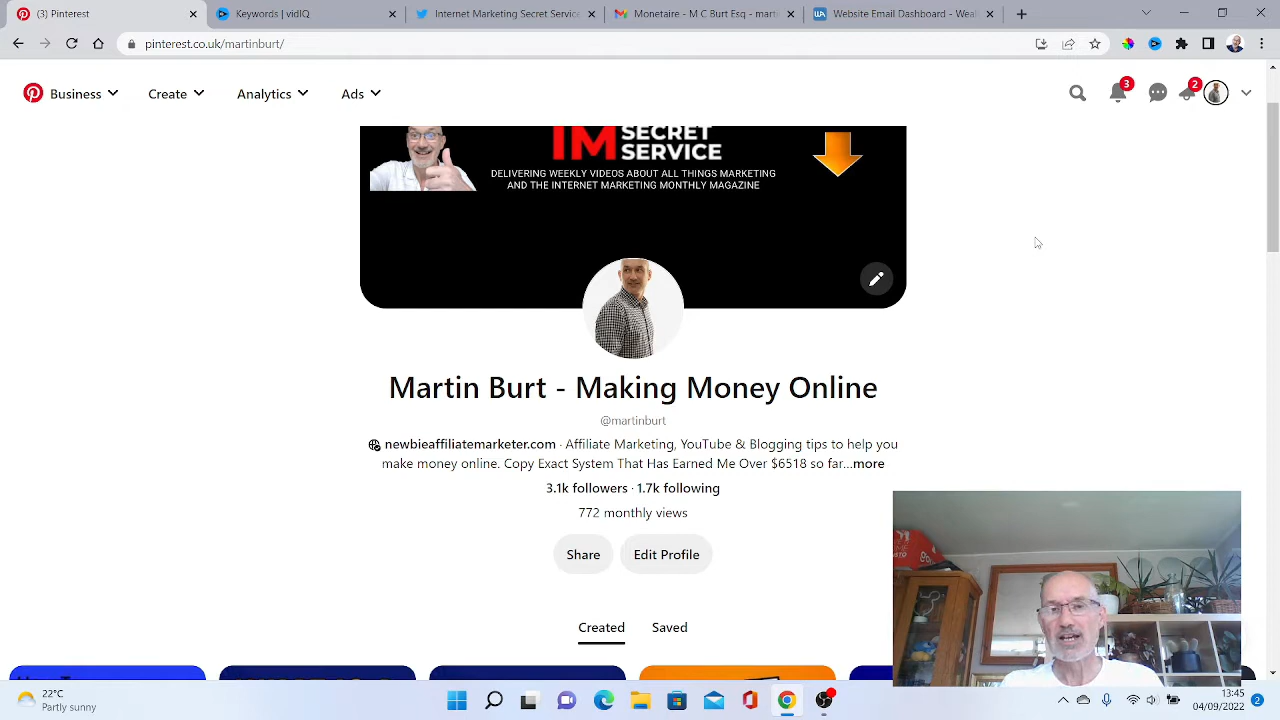 (3) Pinterest
Keywords | vidIQ
Internet Marketing Secret Servic
Monetaire - M C Burt Esq - mart
Website Email Dashboard - Weal
pinterest.co.uk/martinburt/
Business
Create
Analytics
Ads
3
2
IM SECRET SERVICE
DELIVERING WEEKLY VIDEOS ABOUT ALL THINGS MARKETING
AND THE INTERNET MARKETING MONTHLY MAGAZINE
Martin Burt - Making Money Online
@martinburt
newbieaffiliatemarketer.com · Affiliate Marketing, YouTube & Blogging tips to help you
make money online. Copy Exact System That Has Earned Me Over $6518 so far...more
3.1k followers · 1.7k following
772 monthly views
Share
Edit Profile
Created
Saved
22°C
Partly sunny
13:45
04/09/2022
2